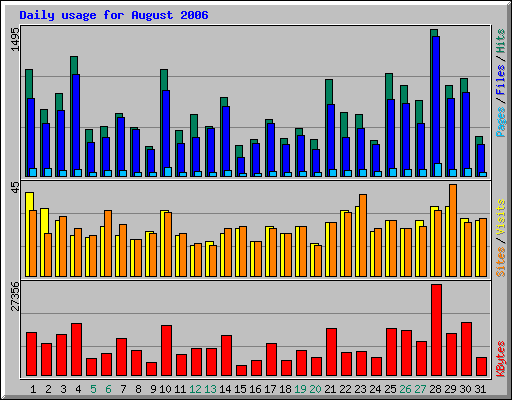 Daily usage for August 2006
1495
Pages / Files / Hits
45
Sites / Visits
27356
KBytes
1 2 3 4 5 6 7 8 9 10 11 12 13 14 15 16 17 18 19 20 21 22 23 24 25 26 27 28 29 30 31